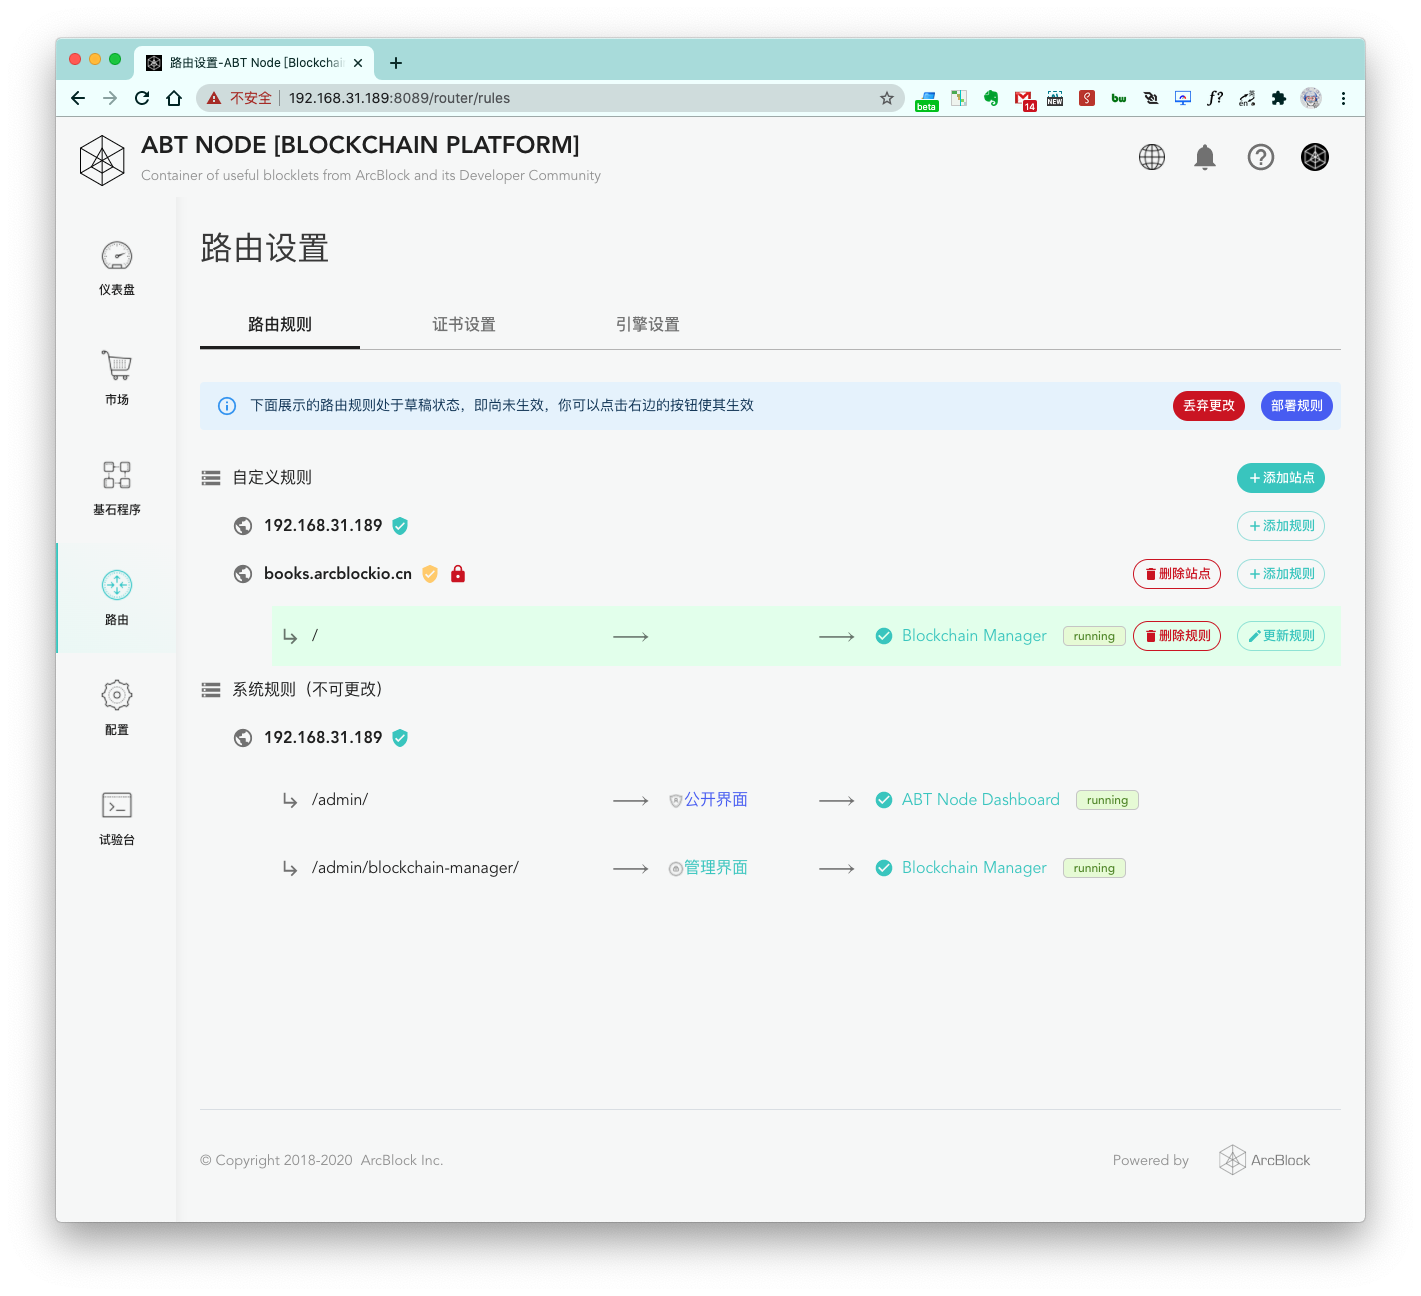 路由设置-ABT Node [Blockchai
不安全
192.168.31.189:8089/router/rules
beta
14
NEW
bw
f?
en
ABT NODE [BLOCKCHAIN PLATFORM]
Container of useful blocklets from ArcBlock and its Developer Community
仪表盘
市场
基石程序
路由
配置
试验台
路由设置
路由规则
证书设置
引擎设置
下面展示的路由规则处于草稿状态，即尚未生效，你可以点击右边的按钮使其生效
丢弃更改
部署规则
自定义规则
+添加站点
192.168.31.189
+添加规则
books.arcblockio.cn
删除站点
+添加规则
/
Blockchain Manager
running
删除规则
更新规则
系统规则（不可更改）
192.168.31.189
/admin/
公开界面
ABT Node Dashboard
running
/admin/blockchain-manager/
管理界面
Blockchain Manager
running
© Copyright 2018-2020 ArcBlock Inc.
Powered by
ArcBlock